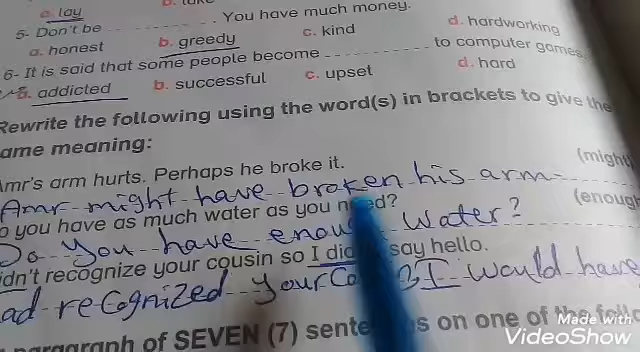 c. lay
5- Don't be ............ . You have much money.
a. honest b. greedy c. kind d. hardworking
6- It is said that some people become ............ to computer games.
a. addicted b. successful c. upset d. hard
Rewrite the following using the word(s) in brackets to give the
ame meaning:
Amr's arm hurts. Perhaps he broke it. (might
Amr might have broken his arm
o you have as much water as you need? (enough
Do you have enough water?
idn't recognize your cousin so I didn't say hello.
ad recognized your I would have
paragraph of SEVEN (7) sentences on one of the follo
Made with
VideoShow